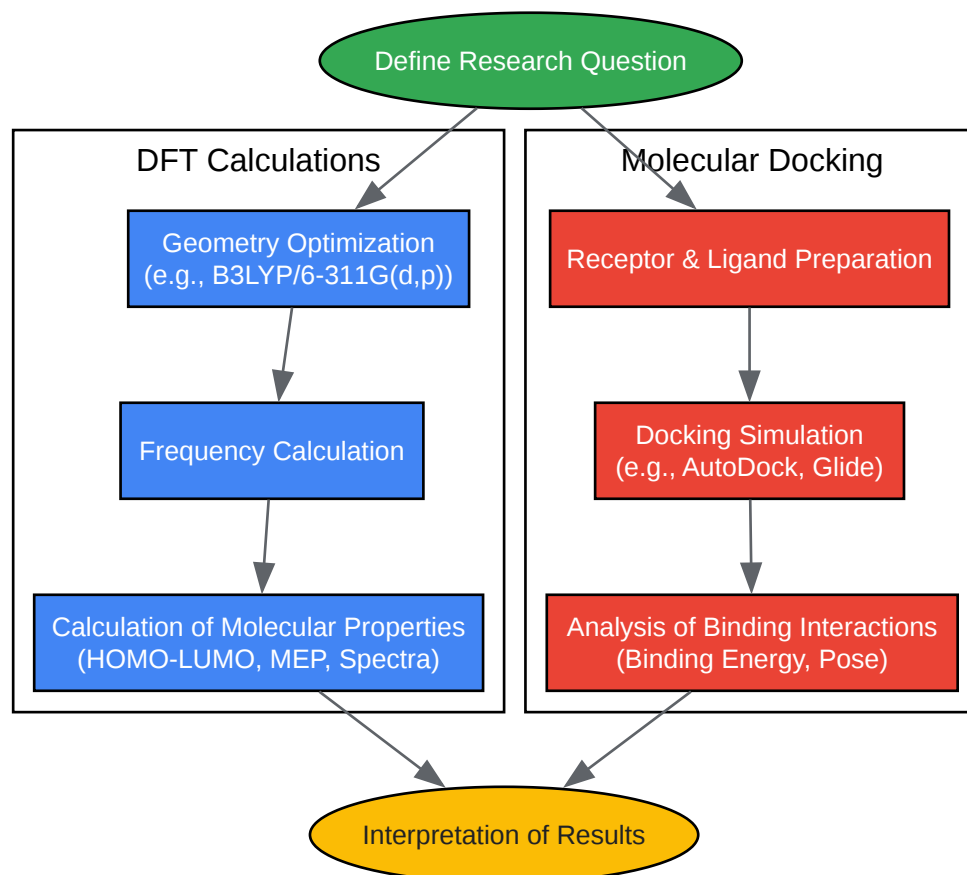 Define Research Question
DFT Calculations
Geometry Optimization
(e.g., B3LYP/6-311G(d,p))
Frequency Calculation
Calculation of Molecular Properties
(HOMO-LUMO, MEP, Spectra)
Molecular Docking
Receptor & Ligand Preparation
Docking Simulation
(e.g., AutoDock, Glide)
Analysis of Binding Interactions
(Binding Energy, Pose)
Interpretation of Results